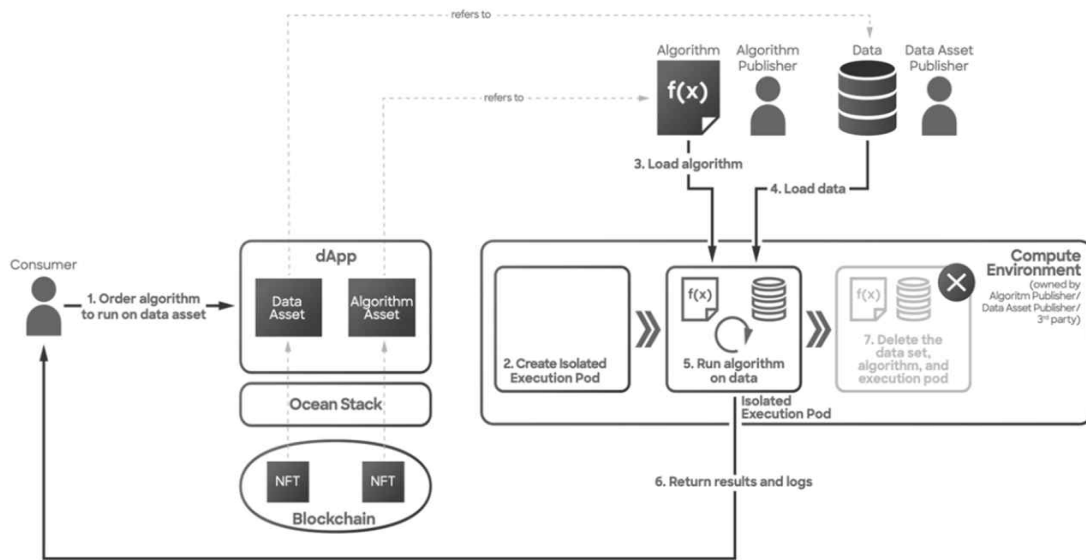 refers to
refers to
Algorithm
Algorithm
Publisher
Data
Data Asset
Publisher
f(x)
3. Load algorithm
4. Load data
Consumer
1. Order algorithm
to run on data asset
dApp
Data
Asset
Algorithm
Asset
Ocean Stack
NFT
NFT
Blockchain
Compute
Environment
(owned by
Algoritm Publisher/
Data Asset Publisher/
3rd party)
2. Create Isolated
Execution Pod
f(x)
5. Run algorithm
on data
Isolated
Execution Pod
f(x)
7. Delete the
data set,
algorithm, and
execution pod
6. Return results and logs